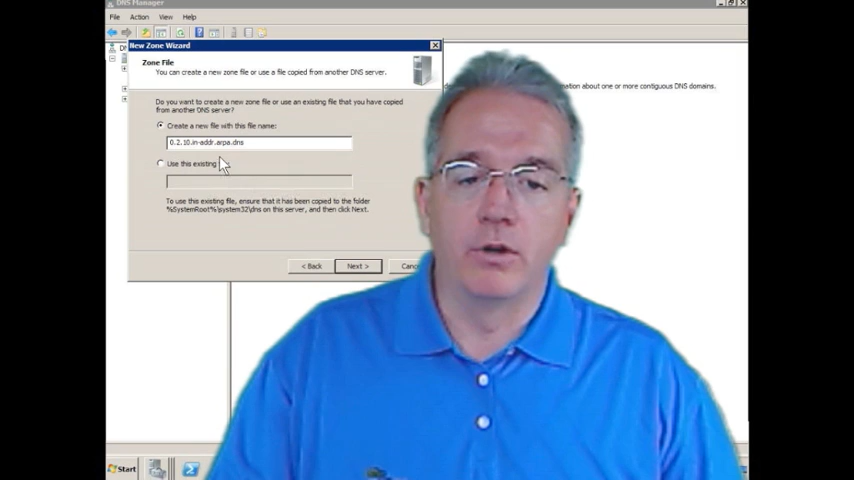 DNS Manager
File Action View Help
New Zone Wizard
Zone File
You can create a new zone file or use a file copied from another DNS server.
mation about one or more contiguous DNS domains.
Do you want to create a new zone file or use an existing file that you have copied
from another DNS server?
Create a new file with this file name:
0.2.10.in-addr.arpa.dns
Use this existing
To use this existing file, ensure that it has been copied to the folder
%SystemRoot%\system32\dns on this server, and then click Next.
< Back Next > Canc
Start